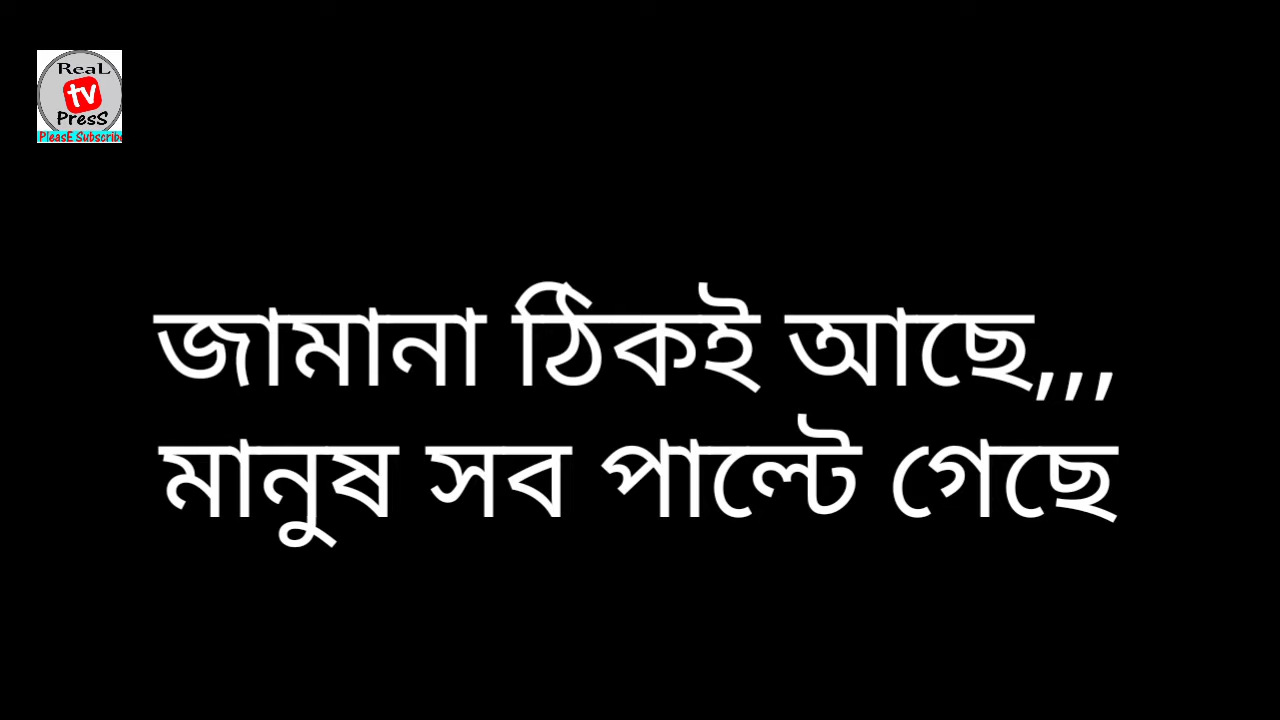 ReaL
tv
PresS
PleasE Subscribe
জামানা ঠিকই আছে,,,
মানুষ সব পাল্টে গেছে